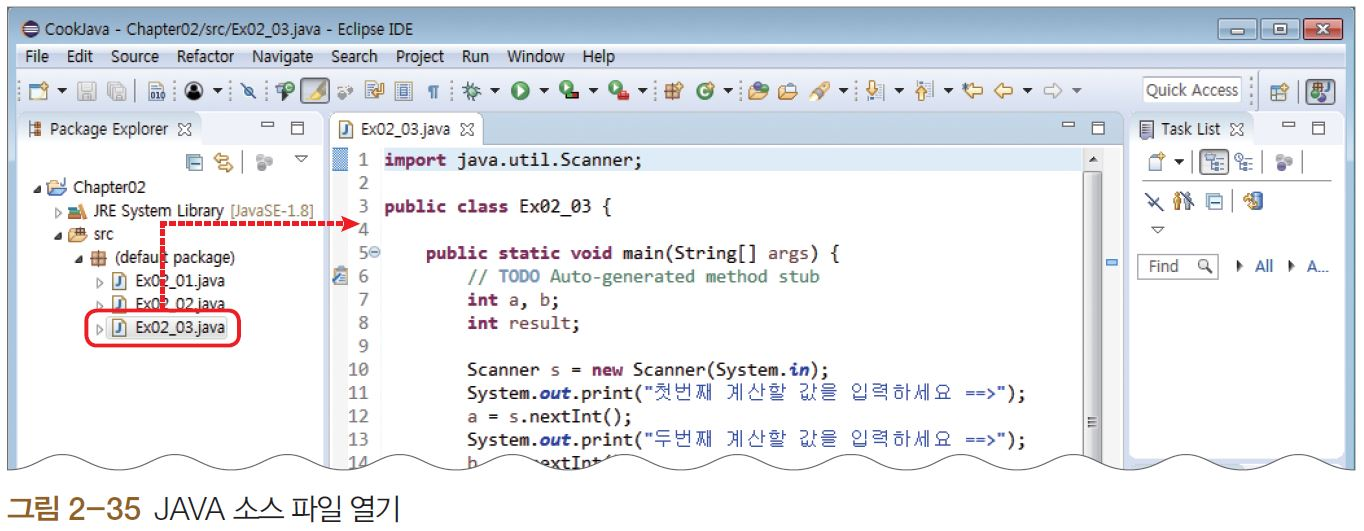 CookJava - Chapter02/src/Ex02_03.java - Eclipse IDE
File Edit Source Refactor Navigate Search Project Run Window Help
Quick Access
Package Explorer
Chapter02
JRE System Library [JavaSE-1.8]
src
(default package)
Ex02_01.java
Ex02_02.java
Ex02_03.java
Ex02_03.java
1 import java.util.Scanner;
2
3 public class Ex02_03 {
4
5 public static void main(String[] args) {
6 // TODO Auto-generated method stub
7 int a, b;
8 int result;
9
10 Scanner s = new Scanner(System.in);
11 System.out.print("첫번째 계산할 값을 입력하세요 ==>");
12 a = s.nextInt();
13 System.out.print("두번째 계산할 값을 입력하세요 ==>");
14 b
Task List
Find All A...
그림 2-35 JAVA 소스 파일 열기